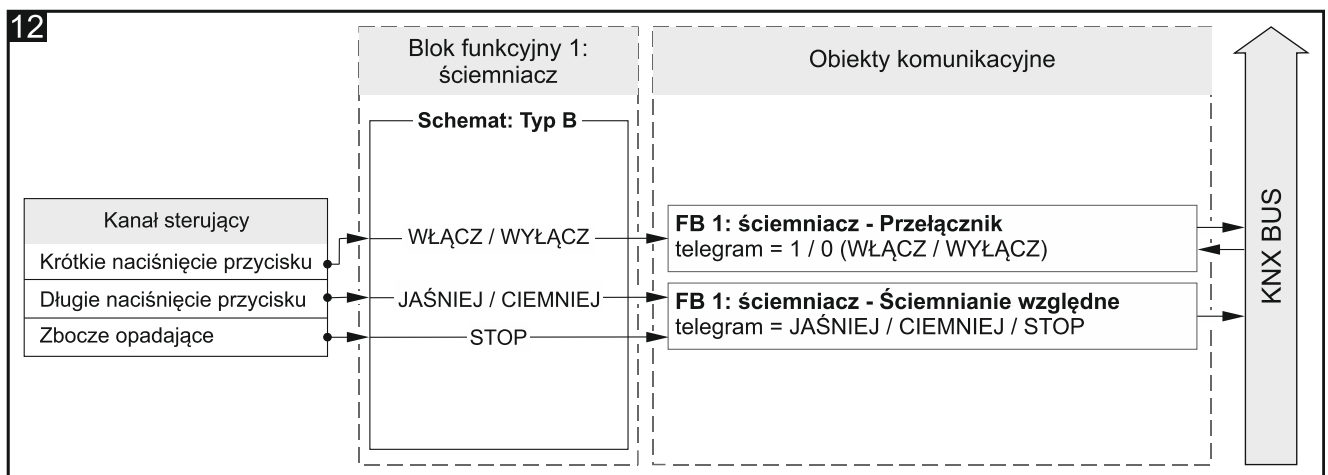 12
Blok funkcyjny 1:
ściemniacz
Obiekty komunikacyjne
Schemat: Typ B
Kanał sterujący
Krótkie naciśnięcie przycisku
Długie naciśnięcie przycisku
Zbocze opadające
WŁĄCZ / WYŁĄCZ
JAŚNIEJ / CIEMNIEJ
STOP
FB 1: ściemniacz - Przełącznik
telegram = 1 / 0 (WŁĄCZ / WYŁĄCZ)
FB 1: ściemniacz - Ściemnianie względne
telegram = JAŚNIEJ / CIEMNIEJ / STOP
KNX BUS